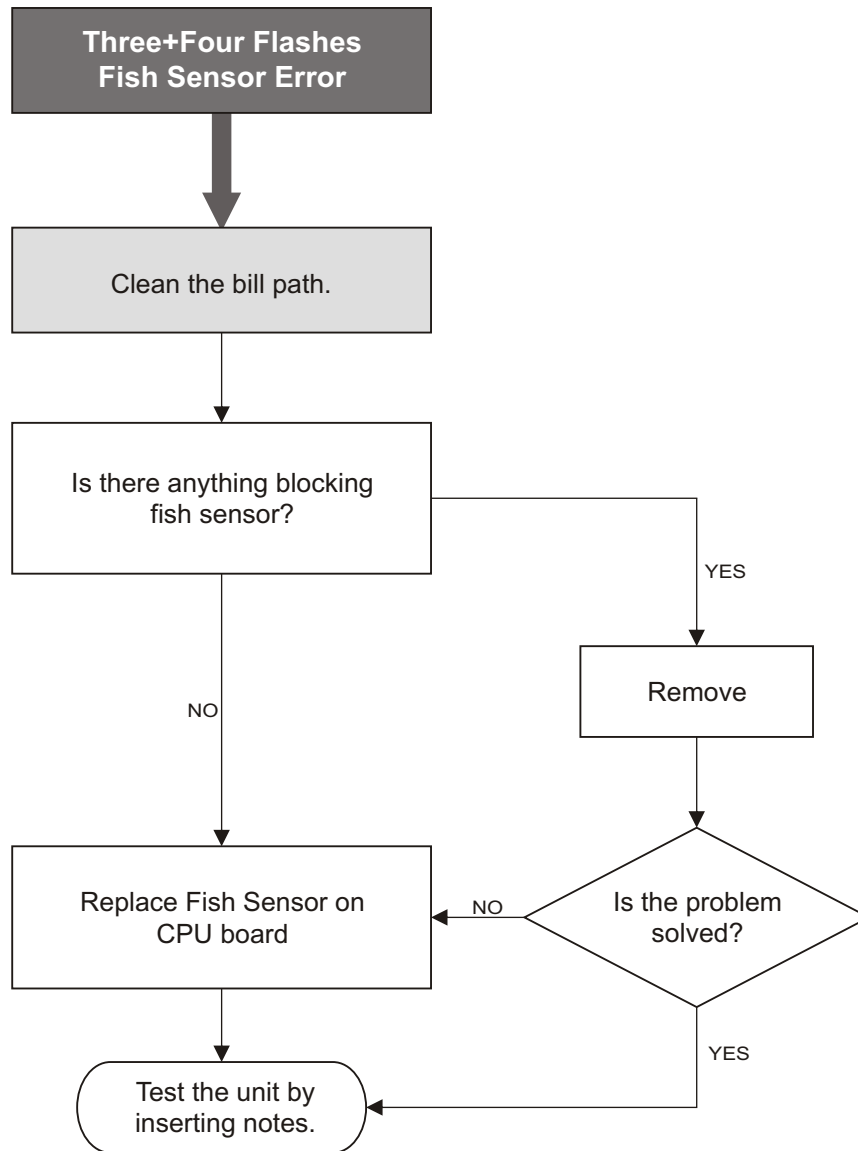 Three+Four Flashes
Fish Sensor Error
Clean the bill path.
Is there anything blocking
fish sensor?
YES
Remove
NO
Replace Fish Sensor on
CPU board
NO
Is the problem
solved?
YES
Test the unit by
inserting notes.